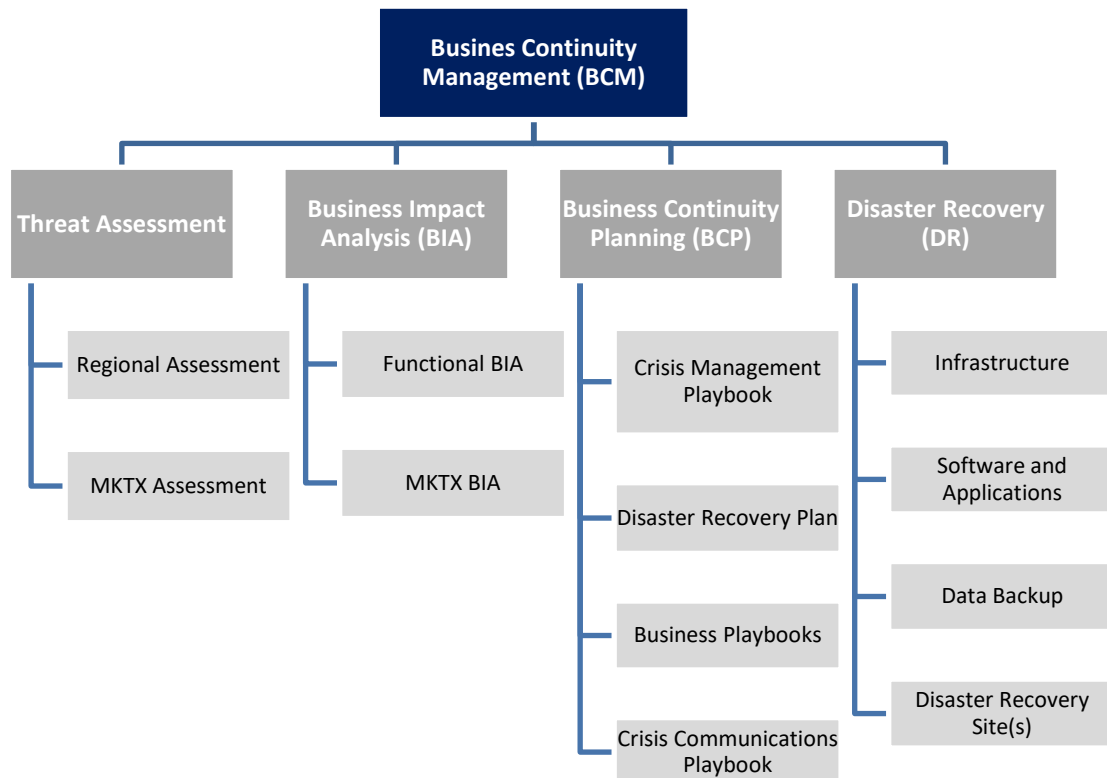 Busines Continuity
Management (BCM)
Threat Assessment
Regional Assessment
MKTX Assessment
Business Impact
Analysis (BIA)
Functional BIA
MKTX BIA
Business Continuity
Planning (BCP)
Crisis Management
Playbook
Disaster Recovery Plan
Business Playbooks
Crisis Communications
Playbook
Disaster Recovery
(DR)
Infrastructure
Software and
Applications
Data Backup
Disaster Recovery
Site(s)